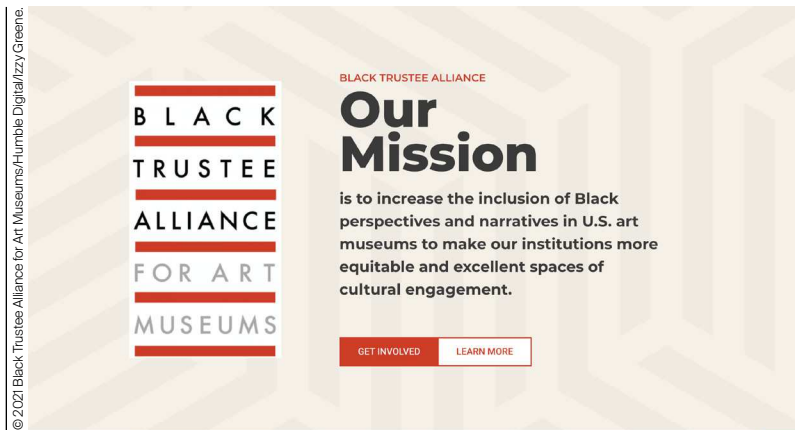 © 2021 Black Trustee Alliance for Art Museums/Humble Digital/Izzy Greene.
BLACK
TRUSTEE
ALLIANCE
FOR ART
MUSEUMS
BLACK TRUSTEE ALLIANCE
Our
Mission
is to increase the inclusion of Black
perspectives and narratives in U.S. art
museums to make our institutions more
equitable and excellent spaces of
cultural engagement.
GET INVOLVED
LEARN MORE